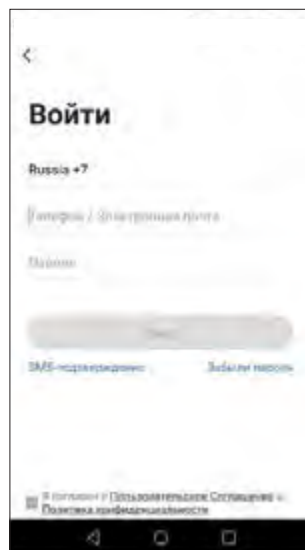 Войти
Russia +7
Телефон / Электронная почта
Пароль
SMS-подтверждение
Забыли пароль
Я согласен с Пользовательское Соглашение и
Политика конфиденциальности